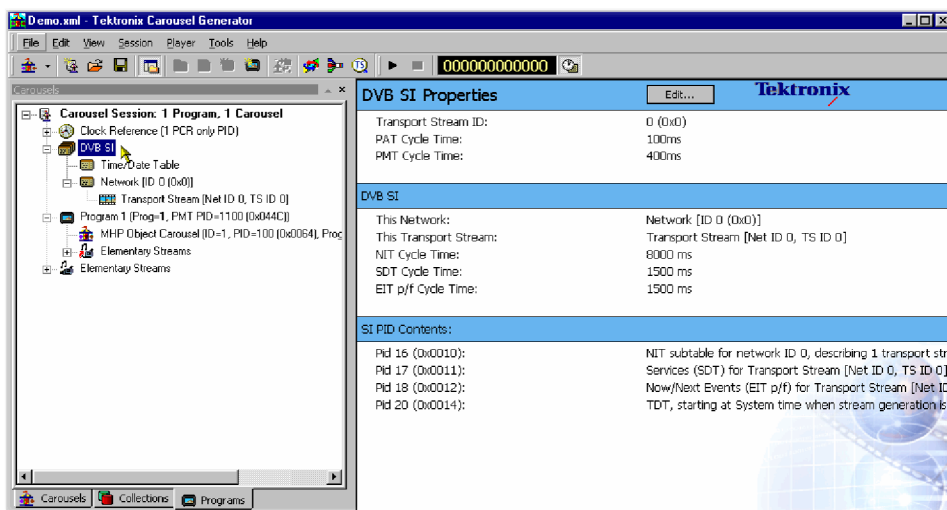 Demo.xml - Tektronix Carousel Generator
File Edit View Session Player Tools Help
000000000000
Carousels
Carousel Session: 1 Program, 1 Carousel
Clock Reference (1 PCR only PID)
DVB SI
Time/Date Table
Network [ID 0 (0x0)]
Transport Stream [Net ID 0, TS ID 0]
Program 1 (Prog=1, PMT PID=1100 (0x044C))
MHP Object Carousel (ID=1, PID=100 (0x0064), Prog
Elementary Streams
Elementary Streams
Carousels Collections Programs
DVB SI Properties Edit... Tektronix
Transport Stream ID: 0 (0x0)
PAT Cycle Time: 100ms
PMT Cycle Time: 400ms
DVB SI
This Network: Network [ID 0 (0x0)]
This Transport Stream: Transport Stream [Net ID 0, TS ID 0]
NIT Cycle Time: 8000 ms
SDT Cycle Time: 1500 ms
EIT p/f Cycle Time: 1500 ms
SI PID Contents:
Pid 16 (0x0010): NIT subtable for network ID 0, describing 1 transport str
Pid 17 (0x0011): Services (SDT) for Transport Stream [Net ID 0, TS ID 0]
Pid 18 (0x0012): Now/Next Events (EIT p/f) for Transport Stream [Net ID
Pid 20 (0x0014): TDT, starting at System time when stream generation is